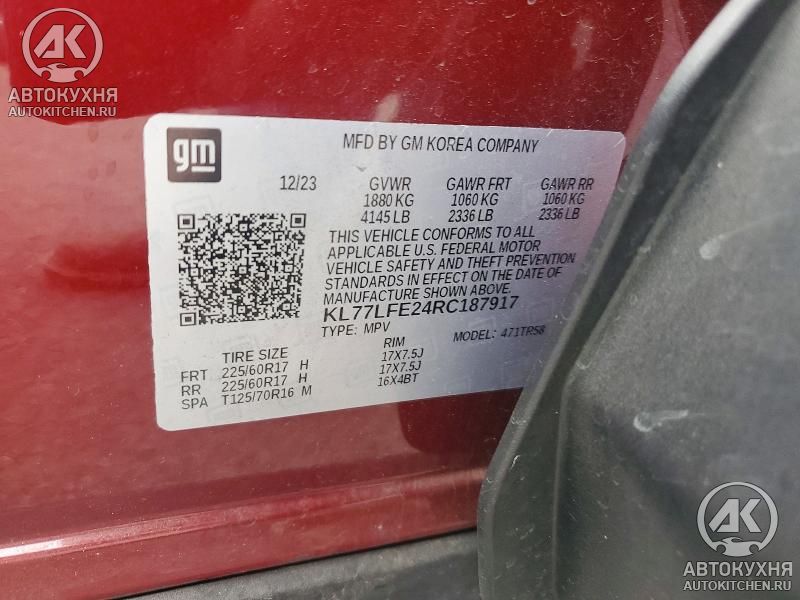 AK
АВТОКУХНЯ
AUTOKITCHEN.RU
gm
MFD BY GM KOREA COMPANY
12/23 GVWR GAWR FRT GAWR RR
1880 KG 1060 KG 1060 KG
4145 LB 2336 LB 2336 LB
THIS VEHICLE CONFORMS TO ALL
APPLICABLE U.S. FEDERAL MOTOR
VEHICLE SAFETY AND THEFT PREVENTION
STANDARDS IN EFFECT ON THE DATE OF
MANUFACTURE SHOWN ABOVE.
KL77LFE24RC187917
TYPE: MPV MODEL: 471TR58
TIRE SIZE RIM
FRT 225/60R17 H 17X7.5J
RR 225/60R17 H 17X7.5J
SPA T125/70R16 M 16X4BT
AK
АВТОКУХНЯ
AUTOKITCHEN.RU